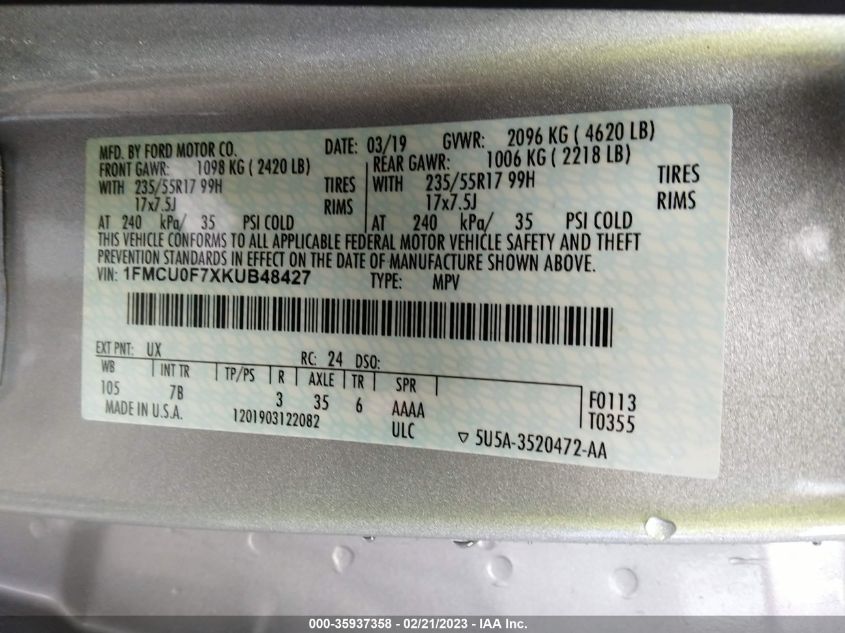 MFD. BY FORD MOTOR CO. DATE: 03/19 GVWR: 2096 KG ( 4620 LB)
FRONT GAWR: 1098 KG ( 2420 LB) REAR GAWR: 1006 KG ( 2218 LB)
WITH 235/55R17 99H TIRES WITH 235/55R17 99H TIRES
17x7.5J RIMS 17x7.5J RIMS
AT 240 kPa/ 35 PSI COLD AT 240 kPa/ 35 PSI COLD
THIS VEHICLE CONFORMS TO ALL APPLICABLE FEDERAL MOTOR VEHICLE SAFETY AND THEFT
PREVENTION STANDARDS IN EFFECT ON THE DATE OF MANUFACTURE SHOWN ABOVE.
VIN: 1FMCU0F7XKUB48427 TYPE: MPV
EXT PNT: UX RC: 24 DSO:
WB INT TR TP/PS R AXLE TR SPR
105 7B 3 35 6 AAAA F0113
MADE IN U.S.A. 1201903122082 ULC T0355
5U5A-3520472-AA
000-35937358 - 02/21/2023 - IAA Inc.